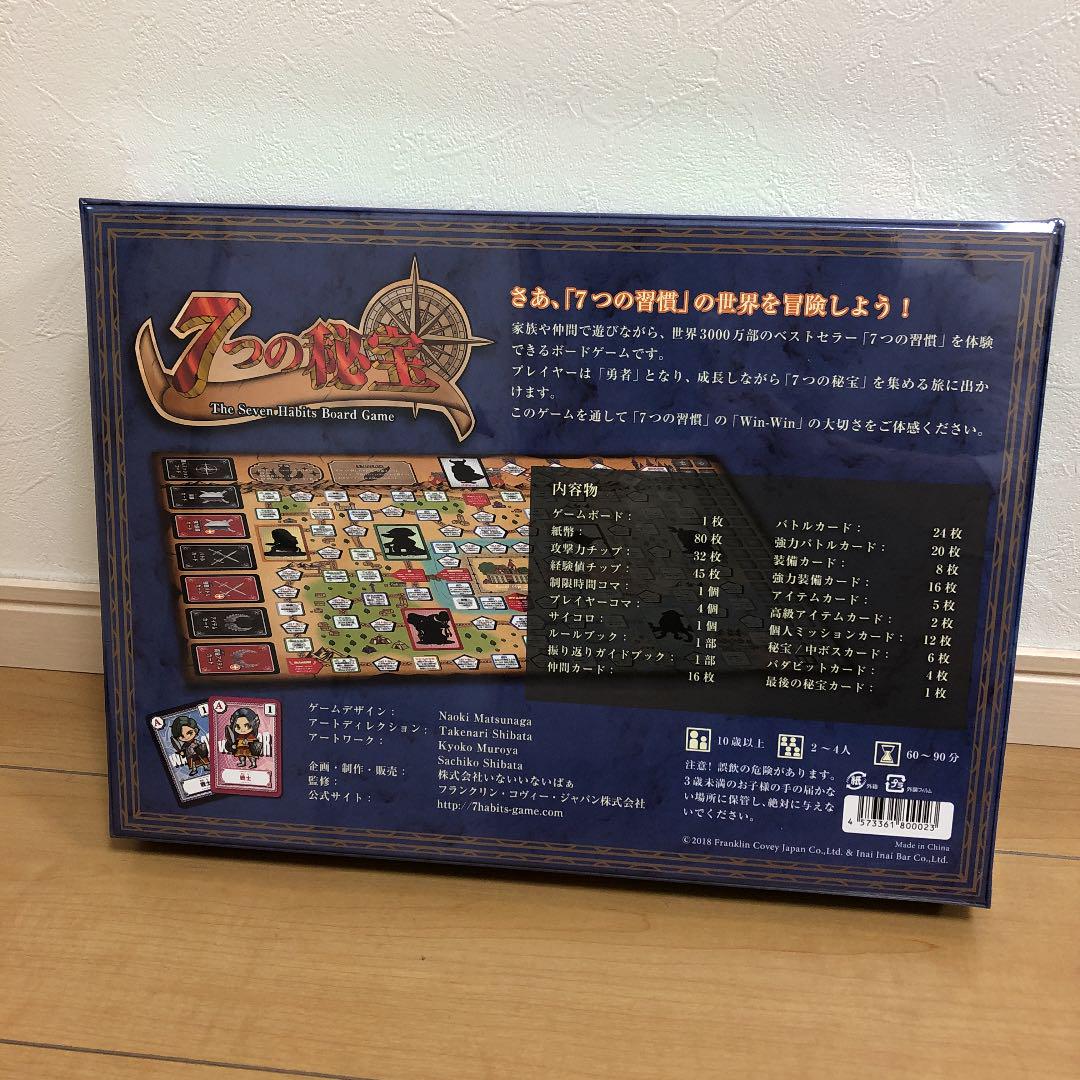 7つの秘宝
The Seven Habits Board Game
さあ、「7つの習慣」の世界を冒険しよう！
家族や仲間で遊びながら、世界3000万部のベストセラー「7つの習慣」を体験
できるボードゲームです。
プレイヤーは「勇者」となり、成長しながら「7つの秘宝」を集める旅に出か
けます。
このゲームを通して「7つの習慣」の「Win-Win」の大切さをご体感ください。
内容物
ゲームボード： 1枚
紙幣： 80枚
攻撃力チップ： 32枚
経験値チップ： 45枚
制限時間コマ： 1個
プレイヤーコマ： 4個
サイコロ： 1個
ルールブック： 1部
振り返りガイドブック： 1部
仲間カード： 16枚
バトルカード： 24枚
強力バトルカード： 20枚
装備カード： 8枚
強力装備カード： 16枚
アイテムカード： 5枚
高級アイテムカード： 2枚
個人ミッションカード： 12枚
秘宝／中ボスカード： 6枚
パダビットカード： 4枚
最後の秘宝カード： 1枚
A 1
戦士
A 1
戦士
ゲームデザイン： Naoki Matsunaga
アートディレクション： Takenari Shibata
アートワーク： Kyoko Muroya
Sachiko Shibata
企画・制作・販売： 株式会社いないいないばぁ
監修： フランクリン・コヴィー・ジャパン株式会社
公式サイト： http://7habits-game.com
10歳以上
2～4人
60～90分
注意！誤飲の危険があります。
3歳未満のお子様の手の届かな
い場所に保管し、絶対に与えな
いでください。
紙 外箱
プラ 外装フィルム
4 573361 800023
Made in China
©2018 Franklin Covey Japan Co.,Ltd. & Inai Inai Bar Co.,Ltd.